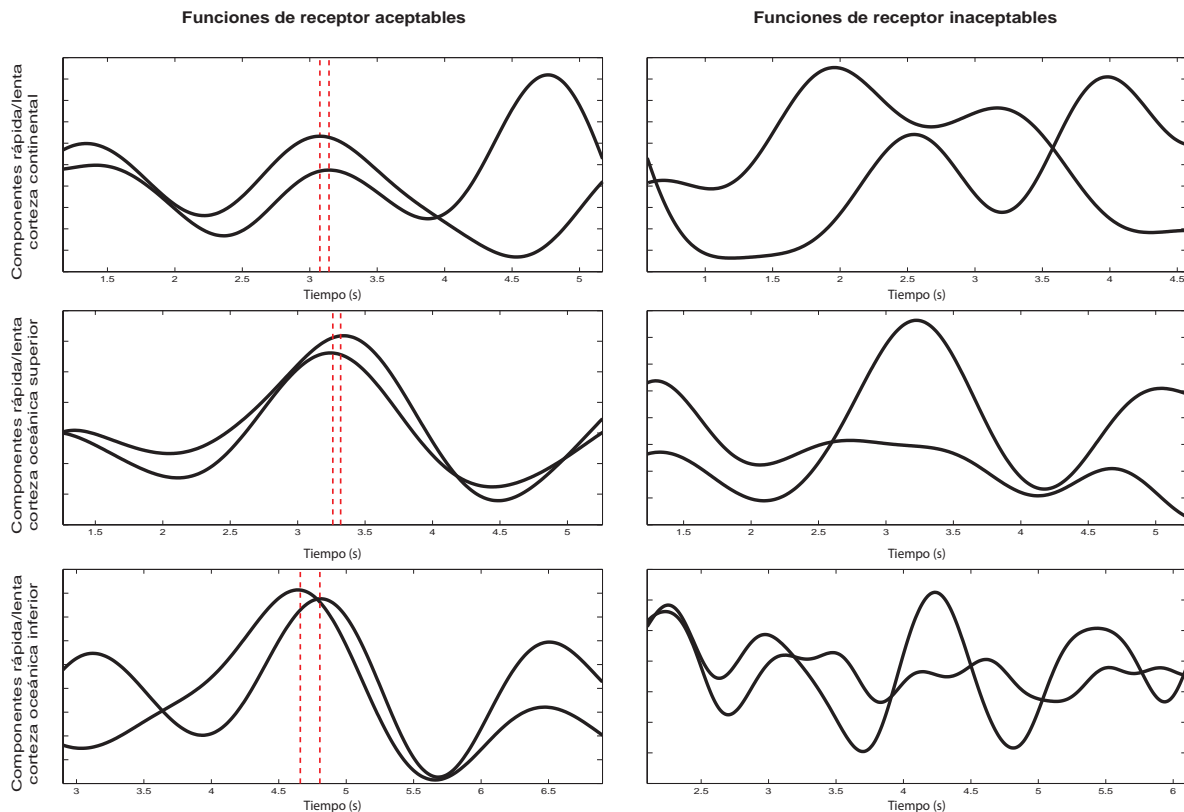 Funciones de receptor aceptables
Funciones de receptor inaceptables
Componentes rápida/lenta
corteza continental
1.5 2 2.5 3 3.5 4 4.5 5
Tiempo (s)
1 1.5 2 2.5 3 3.5 4 4.5
Tiempo (s)
Componentes rápida/lenta
corteza oceánica superior
1.5 2 2.5 3 3.5 4 4.5 5
Tiempo (s)
1.5 2 2.5 3 3.5 4 4.5 5
Tiempo (s)
Componentes rápida/lenta
corteza oceánica inferior
3 3.5 4 4.5 5 5.5 6 6.5
Tiempo (s)
2.5 3 3.5 4 4.5 5 5.5 6
Tiempo (s)